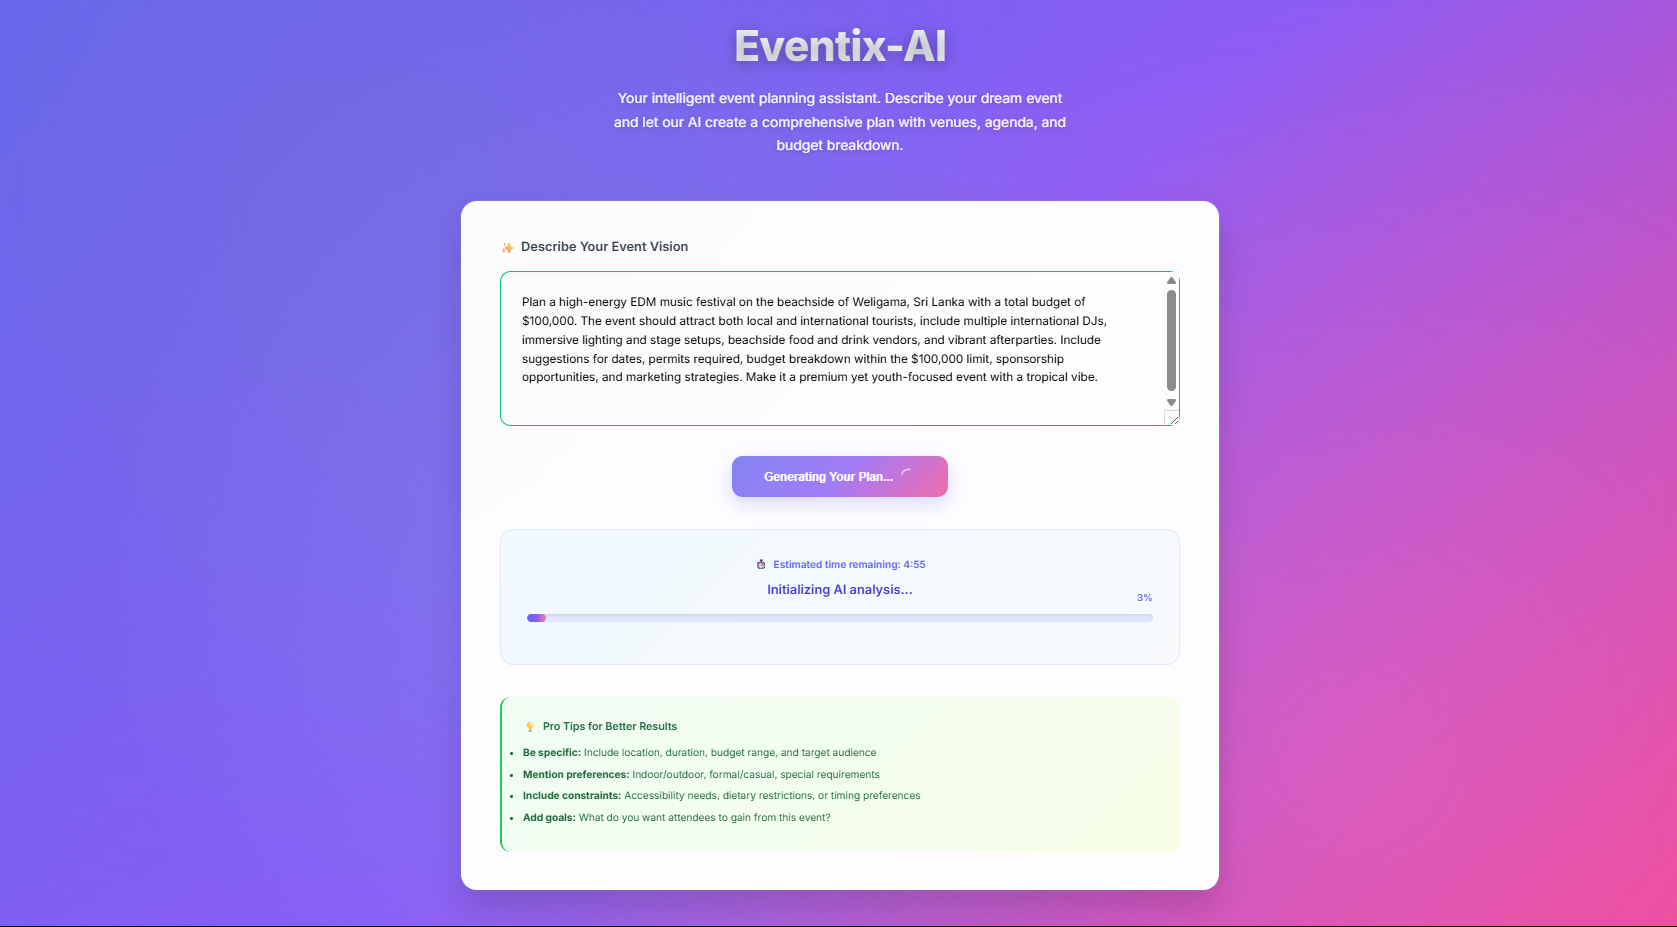 Eventix-AI
Your intelligent event planning assistant. Describe your dream event
and let our AI create a comprehensive plan with venues, agenda, and
budget breakdown.
✨ Describe Your Event Vision
Plan a high-energy EDM music festival on the beachside of Weligama, Sri Lanka with a total budget of
$100,000. The event should attract both local and international tourists, include multiple international DJs,
immersive lighting and stage setups, beachside food and drink vendors, and vibrant afterparties. Include
suggestions for dates, permits required, budget breakdown within the $100,000 limit, sponsorship
opportunities, and marketing strategies. Make it a premium yet youth-focused event with a tropical vibe.
Generating Your Plan...
Estimated time remaining: 4:55
Initializing AI analysis...
3%
💡 Pro Tips for Better Results
• Be specific: Include location, duration, budget range, and target audience
• Mention preferences: Indoor/outdoor, formal/casual, special requirements
• Include constraints: Accessibility needs, dietary restrictions, or timing preferences
• Add goals: What do you want attendees to gain from this event?